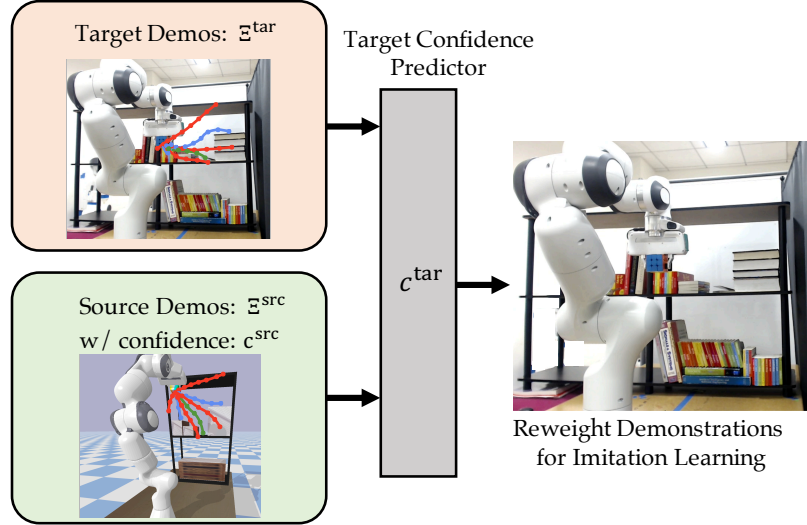 Target Demos: Ξ^tar
Target Confidence
Predictor
c^tar
Source Demos: Ξ^src
w/ confidence: c^src
Reweight Demonstrations
for Imitation Learning